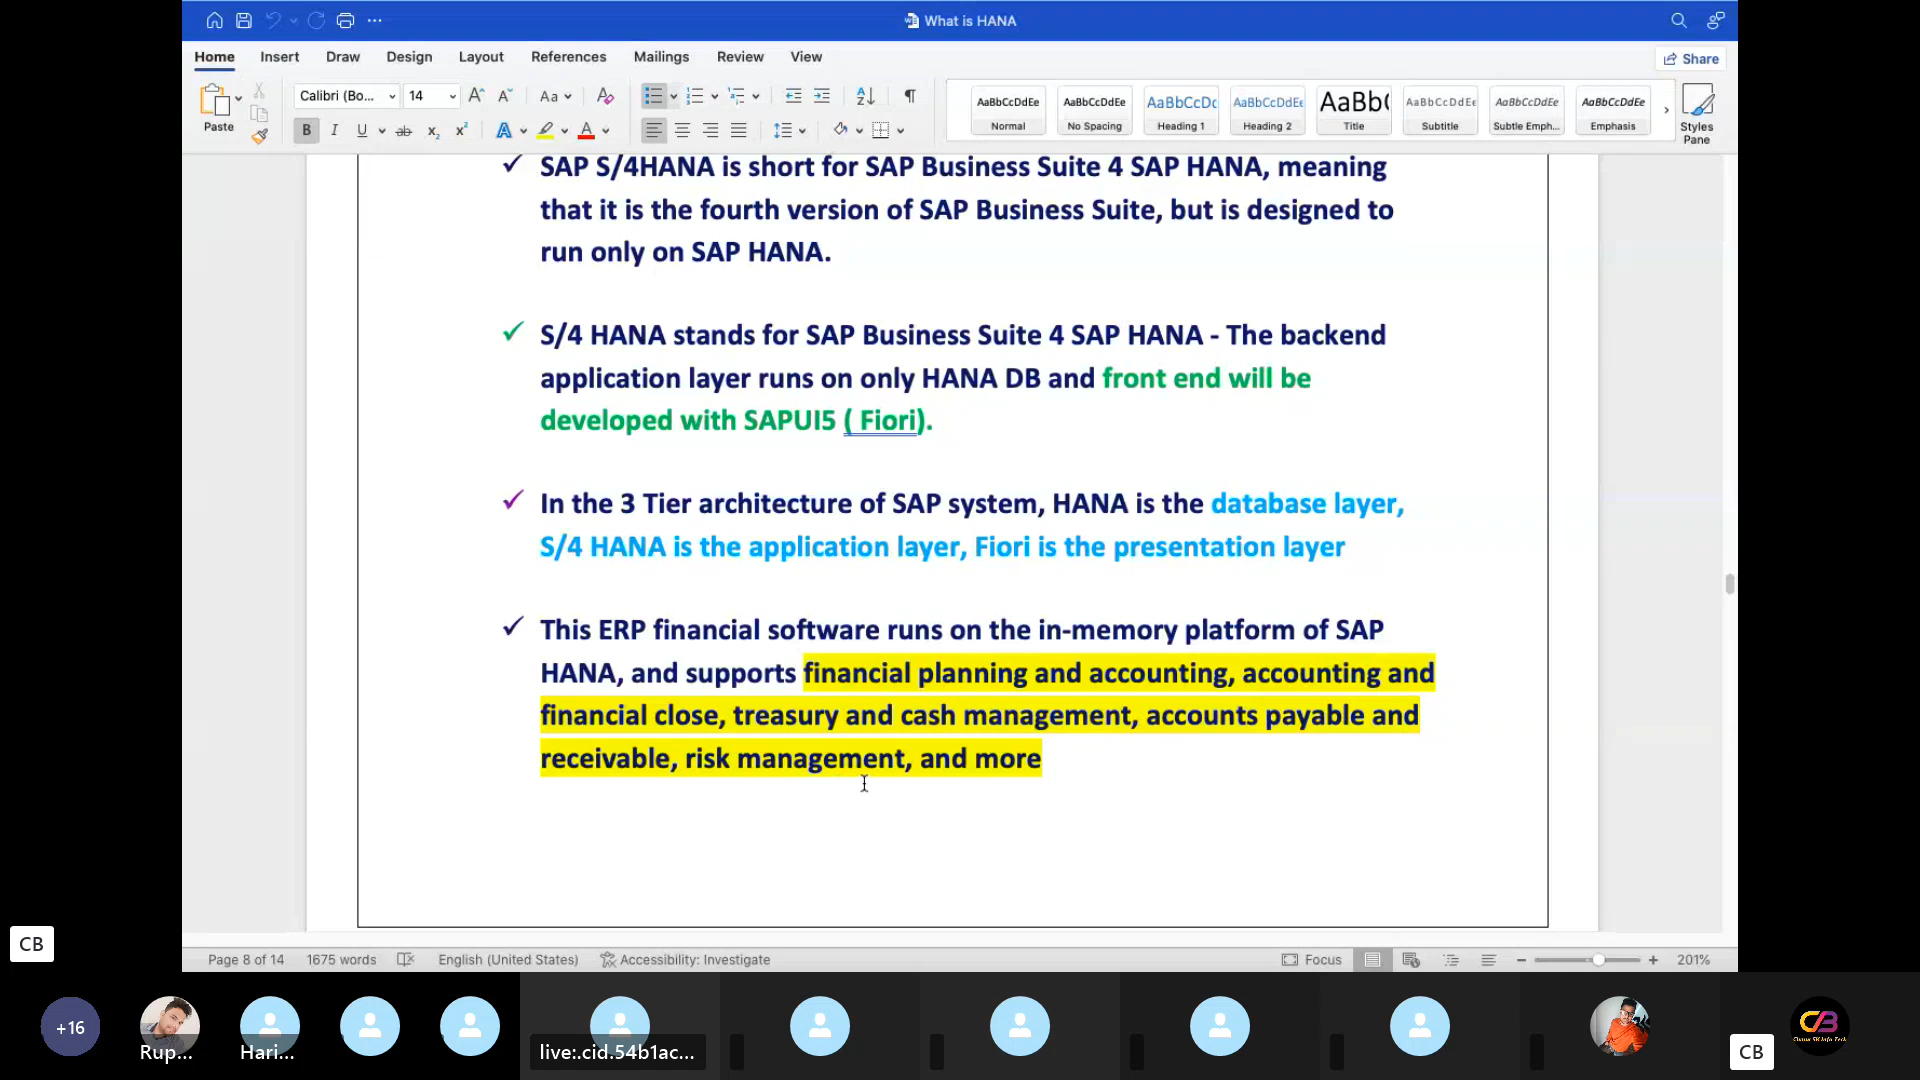 What is HANA
Home Insert Draw Design Layout References Mailings Review View Share
Paste
Calibri (Bo... 14
AaBbCcDdEe AaBbCcDdEe AaBbCcDc AaBbCcDdEe AaBb( AaBbCcDdEe AaBbCcDdEe AaBbCcDdEe
Normal No Spacing Heading 1 Heading 2 Title Subtitle Subtle Emph... Emphasis
Styles
Pane
SAP S/4HANA is short for SAP Business Suite 4 SAP HANA, meaning
that it is the fourth version of SAP Business Suite, but is designed to
run only on SAP HANA.
S/4 HANA stands for SAP Business Suite 4 SAP HANA - The backend
application layer runs on only HANA DB and front end will be
developed with SAPUI5 ( Fiori).
In the 3 Tier architecture of SAP system, HANA is the database layer,
S/4 HANA is the application layer, Fiori is the presentation layer
This ERP financial software runs on the in-memory platform of SAP
HANA, and supports financial planning and accounting, accounting and
financial close, treasury and cash management, accounts payable and
receivable, risk management, and more
Page 8 of 14 1675 words English (United States) Accessibility: Investigate Focus 201%
CB
+16
Rup...
Hari...
live:.cid.54b1ac...
CB